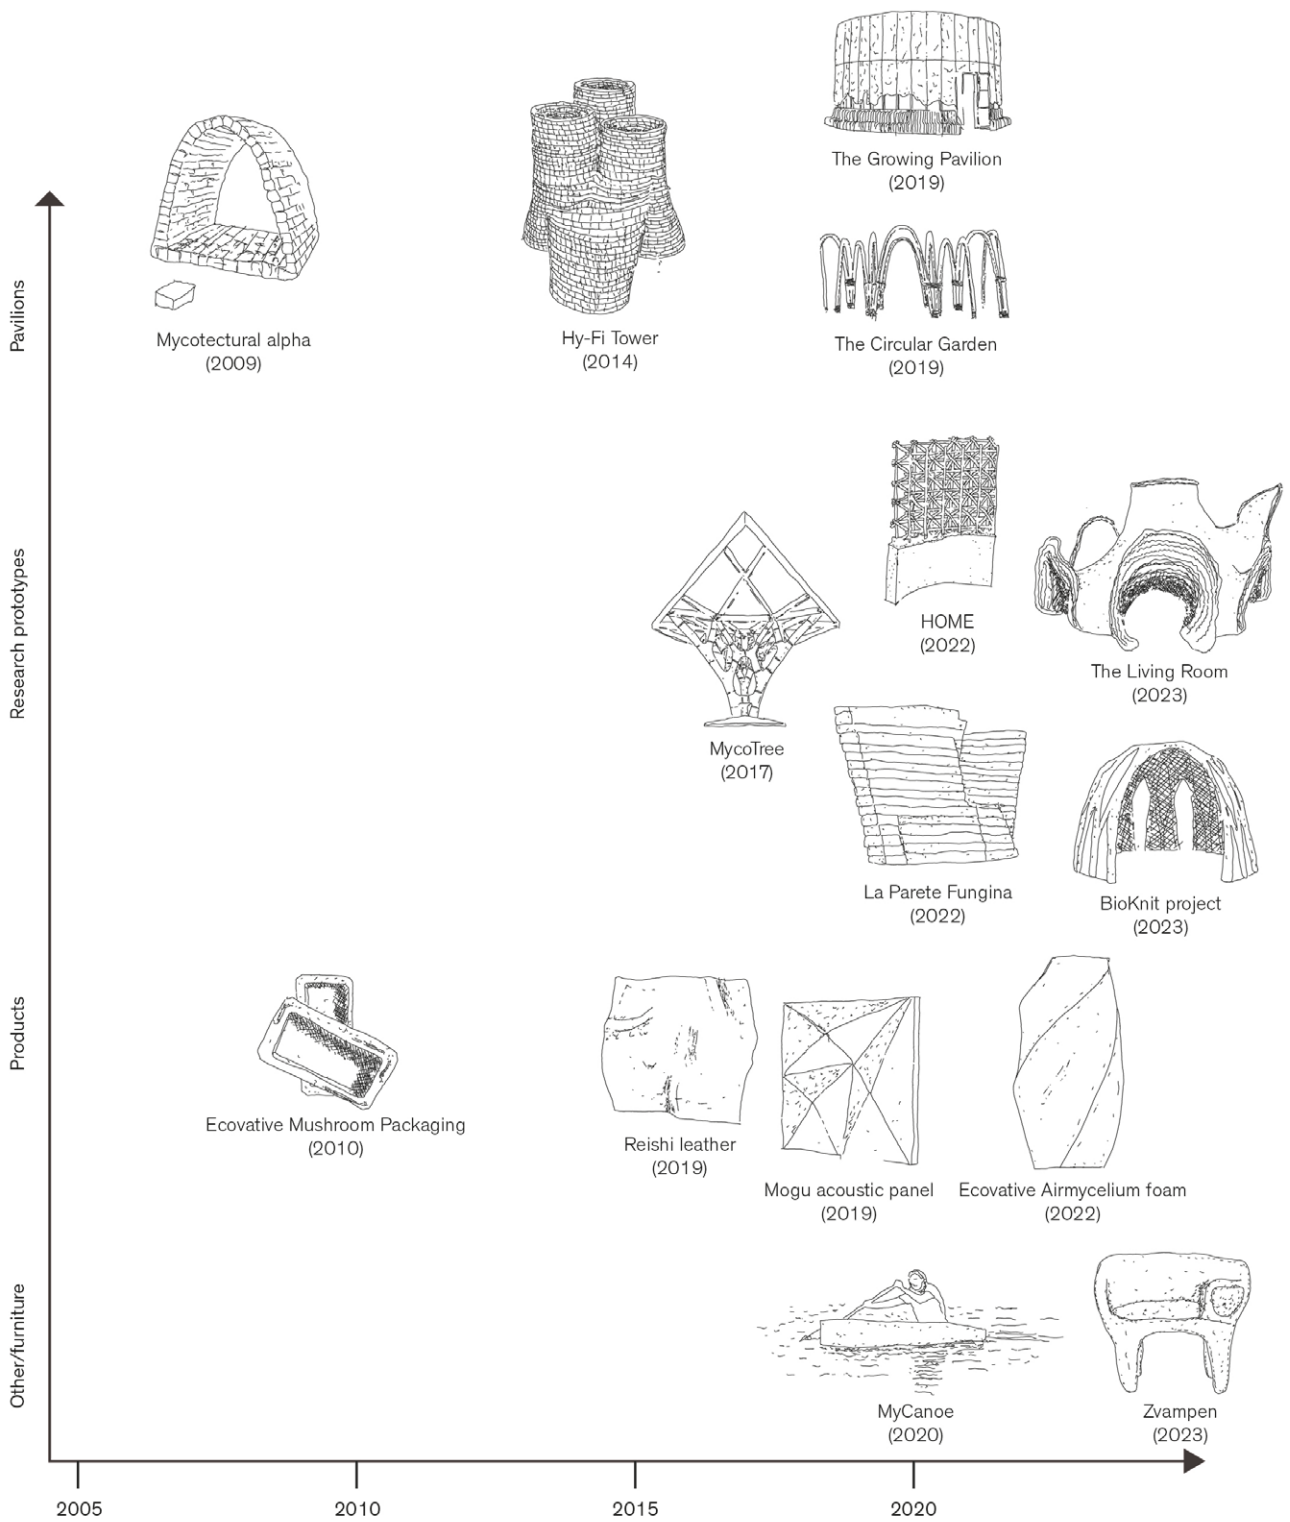 The Growing Pavilion
(2019)
Pavilions
Mycotectural alpha
(2009)
Hy-Fi Tower
(2014)
The Circular Garden
(2019)
Research prototypes
HOME
(2022)
The Living Room
(2023)
MycoTree
(2017)
La Parete Fungina
(2022)
BioKnit project
(2023)
Products
Ecovative Mushroom Packaging
(2010)
Reishi leather
(2019)
Mogu acoustic panel
(2019)
Ecovative Airmycelium foam
(2022)
Other/furniture
MyCanoe
(2020)
Zvampen
(2023)
2005
2010
2015
2020